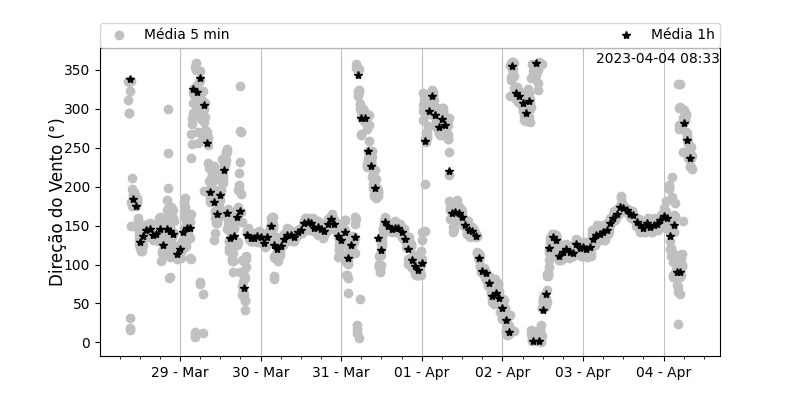 Média 5 min
Média 1h
2023-04-04 08:33
Direção do Vento (°)
350
300
250
200
150
100
50
0
29 - Mar
30 - Mar
31 - Mar
01 - Apr
02 - Apr
03 - Apr
04 - Apr